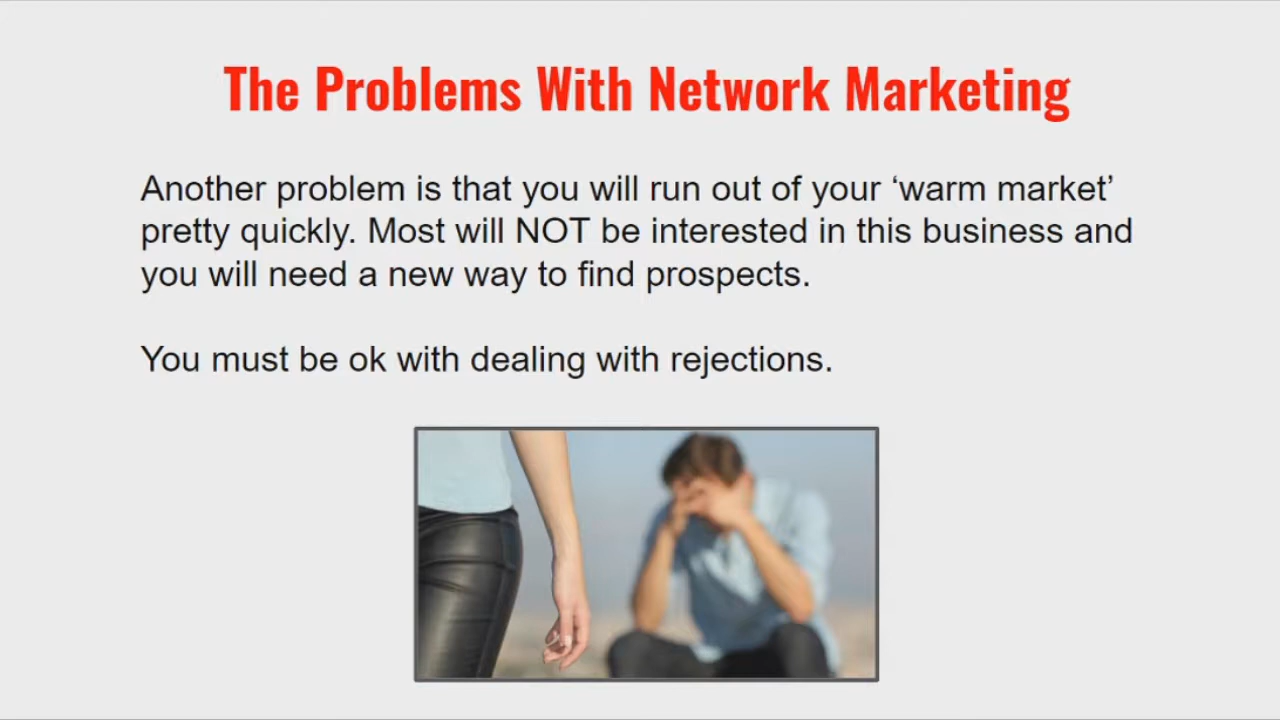 The Problems With Network Marketing
Another problem is that you will run out of your ‘warm market’
pretty quickly. Most will NOT be interested in this business and
you will need a new way to find prospects.
You must be ok with dealing with rejections.